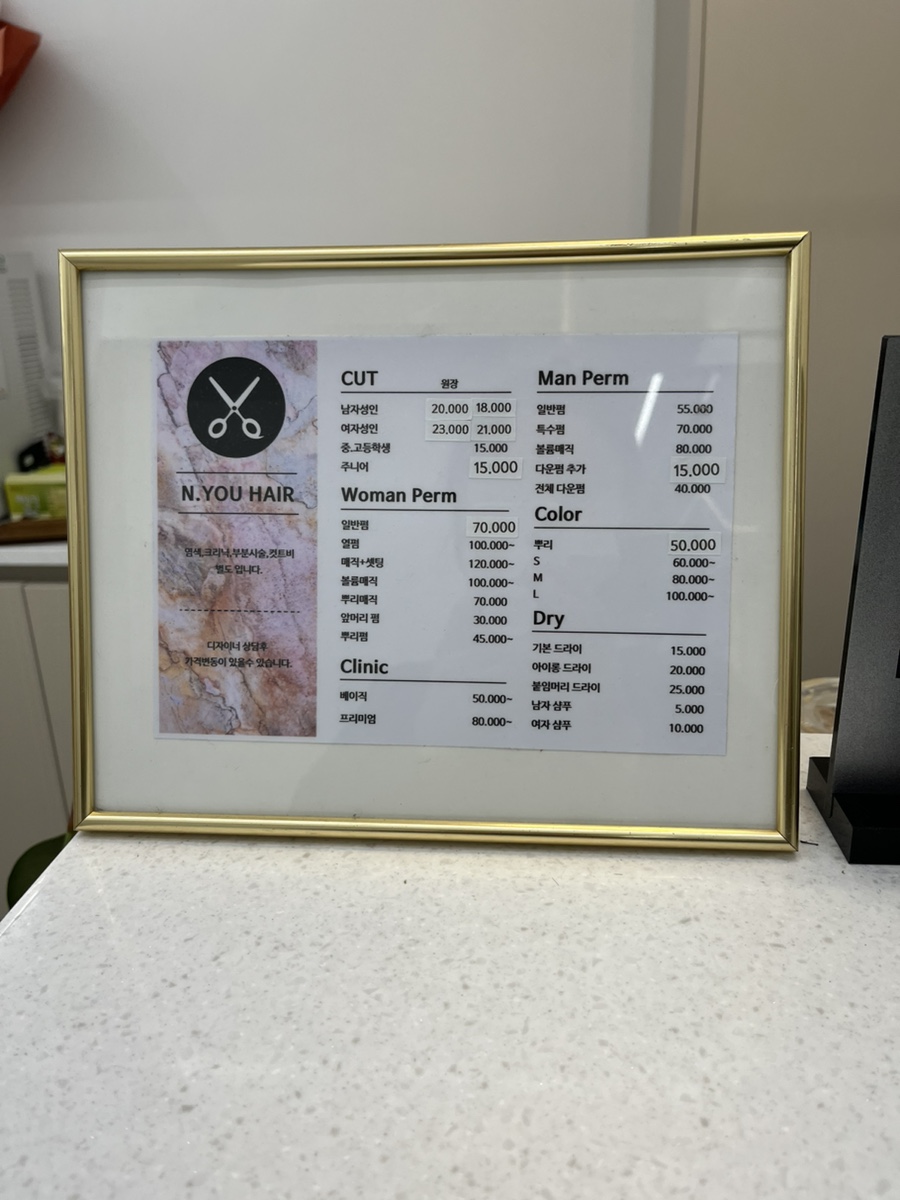 N.YOU HAIR
염색,크리닉,부분시술,컷트비
별도 입니다.
디자이너 상담후
가격변동이 있을수 있습니다.
CUT 원장
남자성인 20,000 18,000
여자성인 23,000 21,000
중.고등학생 15.000
주니어 15,000
Woman Perm
일반펌 70,000
열펌 100.000~
매직+셋팅 120.000~
볼륨매직 100.000~
뿌리매직 70.000
앞머리 펌 30.000
뿌리펌 45.000~
Clinic
베이직 50.000~
프리미엄 80.000~
Man Perm
일반펌 55.000
특수펌 70.000
볼륨매직 80.000
다운펌 추가 15,000
전체 다운펌 40.000
Color
뿌리 50,000
S 60.000~
M 80.000~
L 100.000~
Dry
기본 드라이 15.000
아이롱 드라이 20.000
붙임머리 드라이 25.000
남자 샴푸 5.000
여자 샴푸 10.000